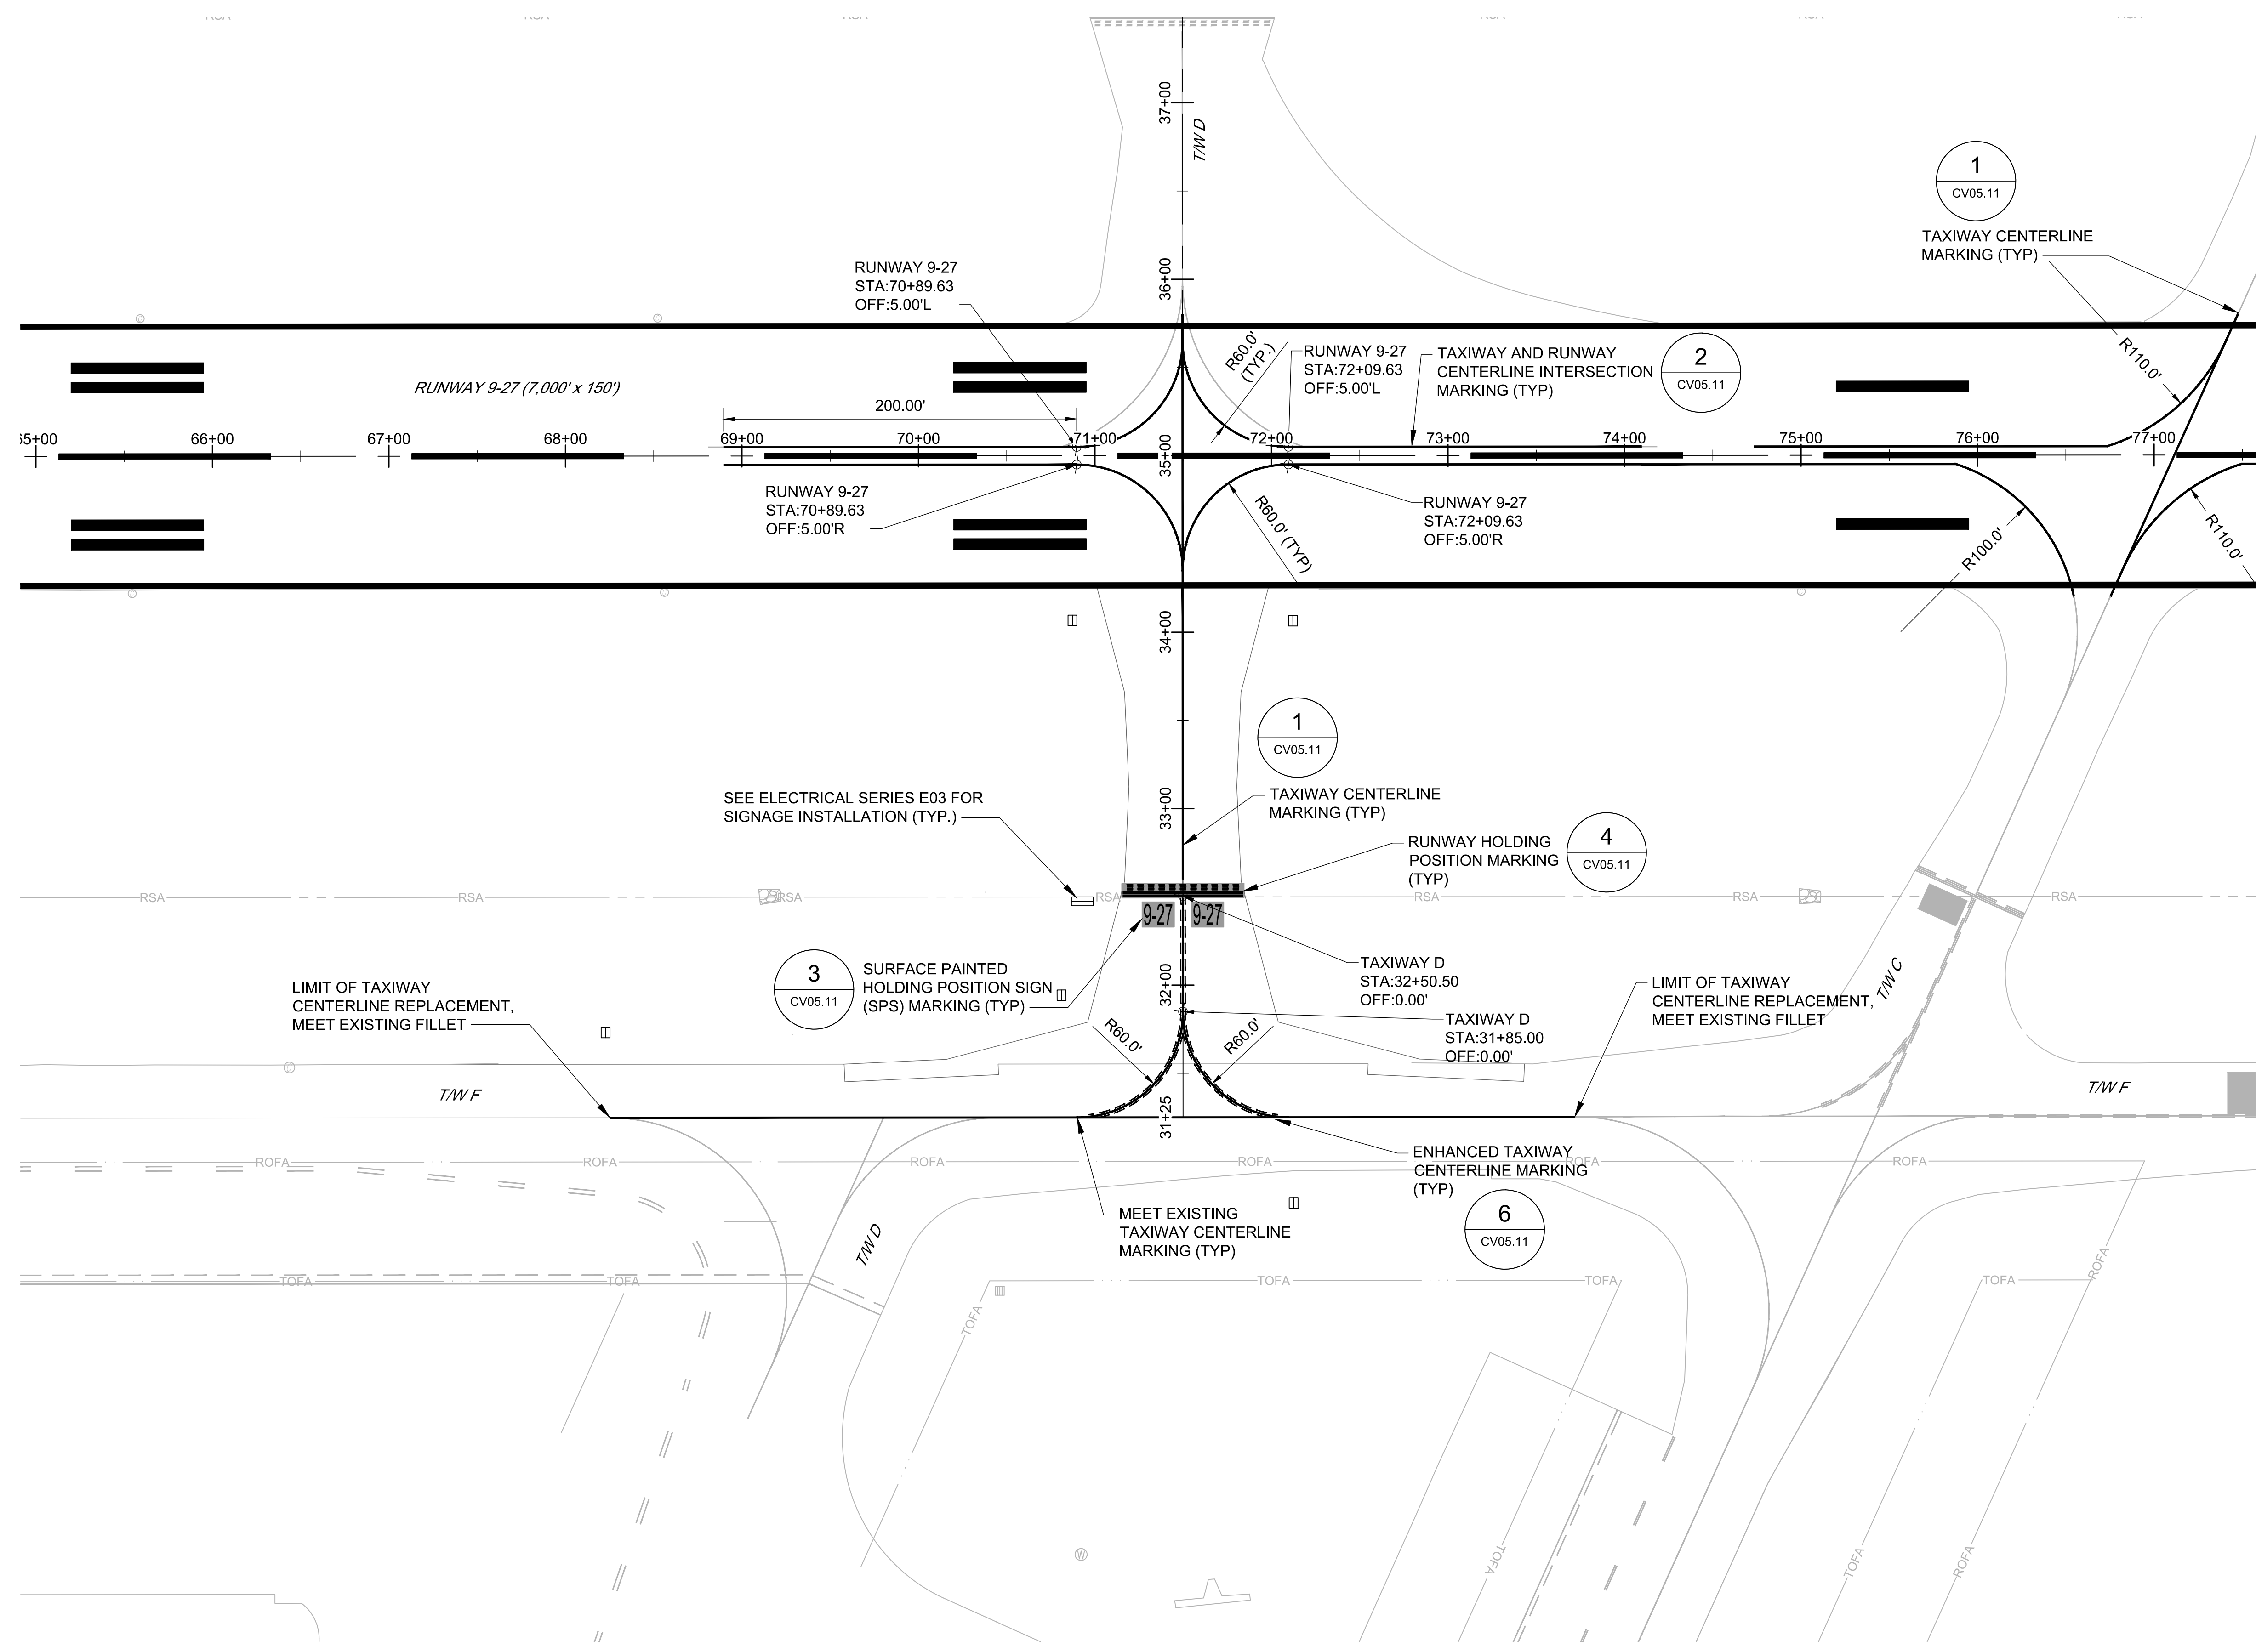 RSA
RSA
RSA
RSA
RSA
RSA
RSA
37+00
T/W D
1
CV05.11
TAXIWAY CENTERLINE
MARKING (TYP)
36+00
RUNWAY 9-27
STA:70+89.63
OFF:5.00'L
R60.0'
(TYP.)
RUNWAY 9-27
STA:72+09.63
OFF:5.00'L
TAXIWAY AND RUNWAY
CENTERLINE INTERSECTION
MARKING (TYP)
2
CV05.11
R110.0'
RUNWAY 9-27 (7,000' x 150')
200.00'
65+00
66+00
67+00
68+00
69+00
70+00
71+00
72+00
73+00
74+00
75+00
76+00
77+00
35+00
RUNWAY 9-27
STA:70+89.63
OFF:5.00'R
R60.0' (TYP)
RUNWAY 9-27
STA:72+09.63
OFF:5.00'R
R100.0'
R110.0'
34+00
1
CV05.11
TAXIWAY CENTERLINE
MARKING (TYP)
33+00
SEE ELECTRICAL SERIES E03 FOR
SIGNAGE INSTALLATION (TYP.)
RUNWAY HOLDING
POSITION MARKING
(TYP)
4
CV05.11
RSA
RSA
RSA
RSA
RSA
RSA
RSA
9-27
9-27
3
CV05.11
SURFACE PAINTED
HOLDING POSITION SIGN
(SPS) MARKING (TYP)
LIMIT OF TAXIWAY
CENTERLINE REPLACEMENT,
MEET EXISTING FILLET
32+00
TAXIWAY D
STA:32+50.50
OFF:0.00'
TAXIWAY D
STA:31+85.00
OFF:0.00'
LIMIT OF TAXIWAY
CENTERLINE REPLACEMENT,
MEET EXISTING FILLET
T/W C
R60.0'
R60.0'
T/W F
T/W F
31+25
ROFA
ROFA
ROFA
ROFA
ROFA
ROFA
ENHANCED TAXIWAY
CENTERLINE MARKING
(TYP)
6
CV05.11
MEET EXISTING
TAXIWAY CENTERLINE
MARKING (TYP)
T/W D
TOFA
TOFA
TOFA
TOFA
TOFA
TOFA
ROFA
W
TOFA
TOFA
ROFA